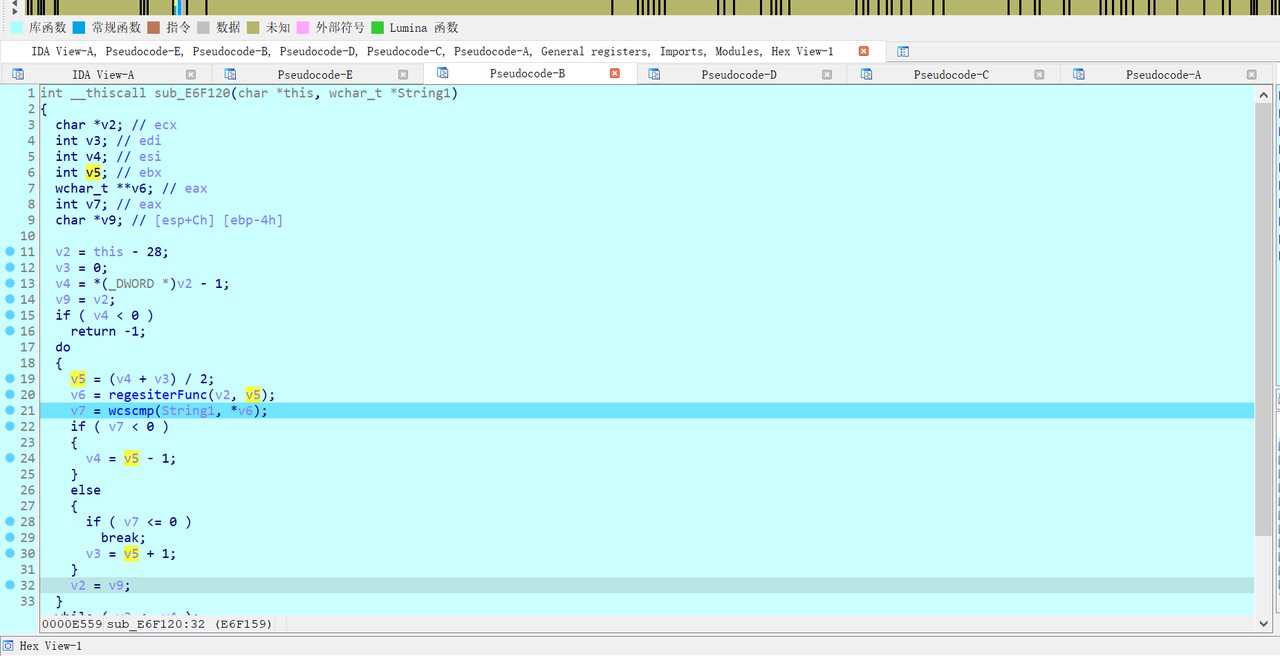 库函数 常规函数 指令 数据 未知 外部符号 Lumina 函数
IDA View-A, Pseudocode-E, Pseudocode-B, Pseudocode-D, Pseudocode-C, Pseudocode-A, General registers, Imports, Modules, Hex View-1
IDA View-A Pseudocode-E Pseudocode-B Pseudocode-D Pseudocode-C Pseudocode-A
1 int __thiscall sub_E6F120(char *this, wchar_t *String1)
2 {
3 char *v2; // ecx
4 int v3; // edi
5 int v4; // esi
6 int v5; // ebx
7 wchar_t **v6; // eax
8 int v7; // eax
9 char *v9; // [esp+Ch] [ebp-4h]
10
11 v2 = this - 28;
12 v3 = 0;
13 v4 = *(_DWORD *)v2 - 1;
14 v9 = v2;
15 if ( v4 < 0 )
16 return -1;
17 do
18 {
19 v5 = (v4 + v3) / 2;
20 v6 = regesiterFunc(v2, v5);
21 v7 = wcscmp(String1, *v6);
22 if ( v7 < 0 )
23 {
24 v4 = v5 - 1;
25 }
26 else
27 {
28 if ( v7 <= 0 )
29 break;
30 v3 = v5 + 1;
31 }
32 v2 = v9;
33 }
0000E559 sub_E6F120:32 (E6F159)
Hex View-1